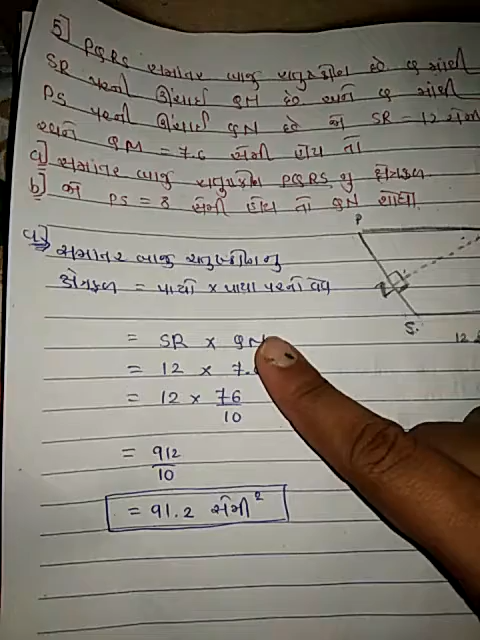 5] PQRS સમાંતર બાજુ ચતુષ્કોણ છે Q માંથી
SR પરની ઊંચાઈ QM છે અને Q માંથી
PS પરની ઊંચાઈ QN છે જો SR = 12 સેમી
અને QM = 7.6 સેમી હોય તો
a) સમાંતર બાજુ ચતુષ્કોણ PQRS નુ ક્ષેત્રફળ
b) જો PS = 8 સેમી હોય તો QN શોધો
P
a) સમાંતર બાજુ ચતુષ્કોણનુ
ક્ષેત્રફળ = પાયો × પાયા પરનો વેધ
S
12
= SR ×
= 12 × 7.
= 12 × 76
10
= 912
10
= 91.2 સેમી²